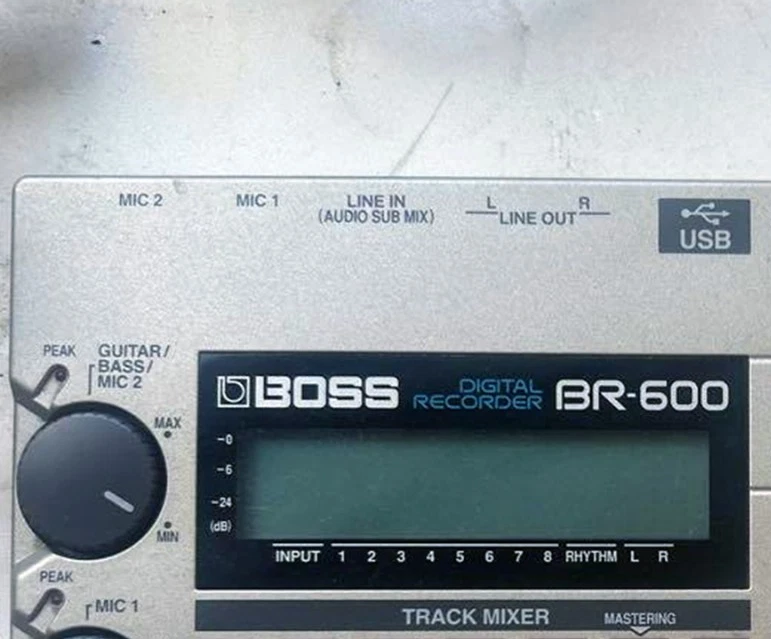 MIC 2
MIC 1
LINE IN
(AUDIO SUB MIX)
L
R
LINE OUT
USB
PEAK
GUITAR/
BASS/
MIC 2
MAX
MIN
BOSS
DIGITAL
RECORDER
BR-600
-0
-6
-24
(dB)
INPUT 1 2 3 4 5 6 7 8 RHYTHM L R
PEAK
MIC 1
TRACK MIXER
MASTERING